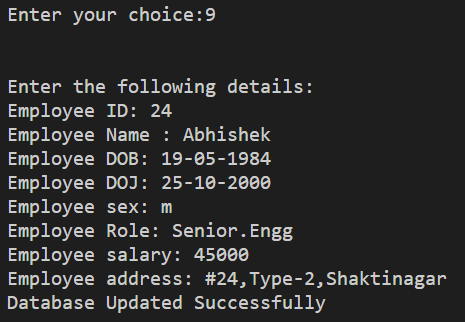 Enter your choice:9
Enter the following details:
Employee ID: 24
Employee Name : Abhishek
Employee DOB: 19-05-1984
Employee DOJ: 25-10-2000
Employee sex: m
Employee Role: Senior.Engg
Employee salary: 45000
Employee address: #24,Type-2,Shaktinagar
Database Updated Successfully